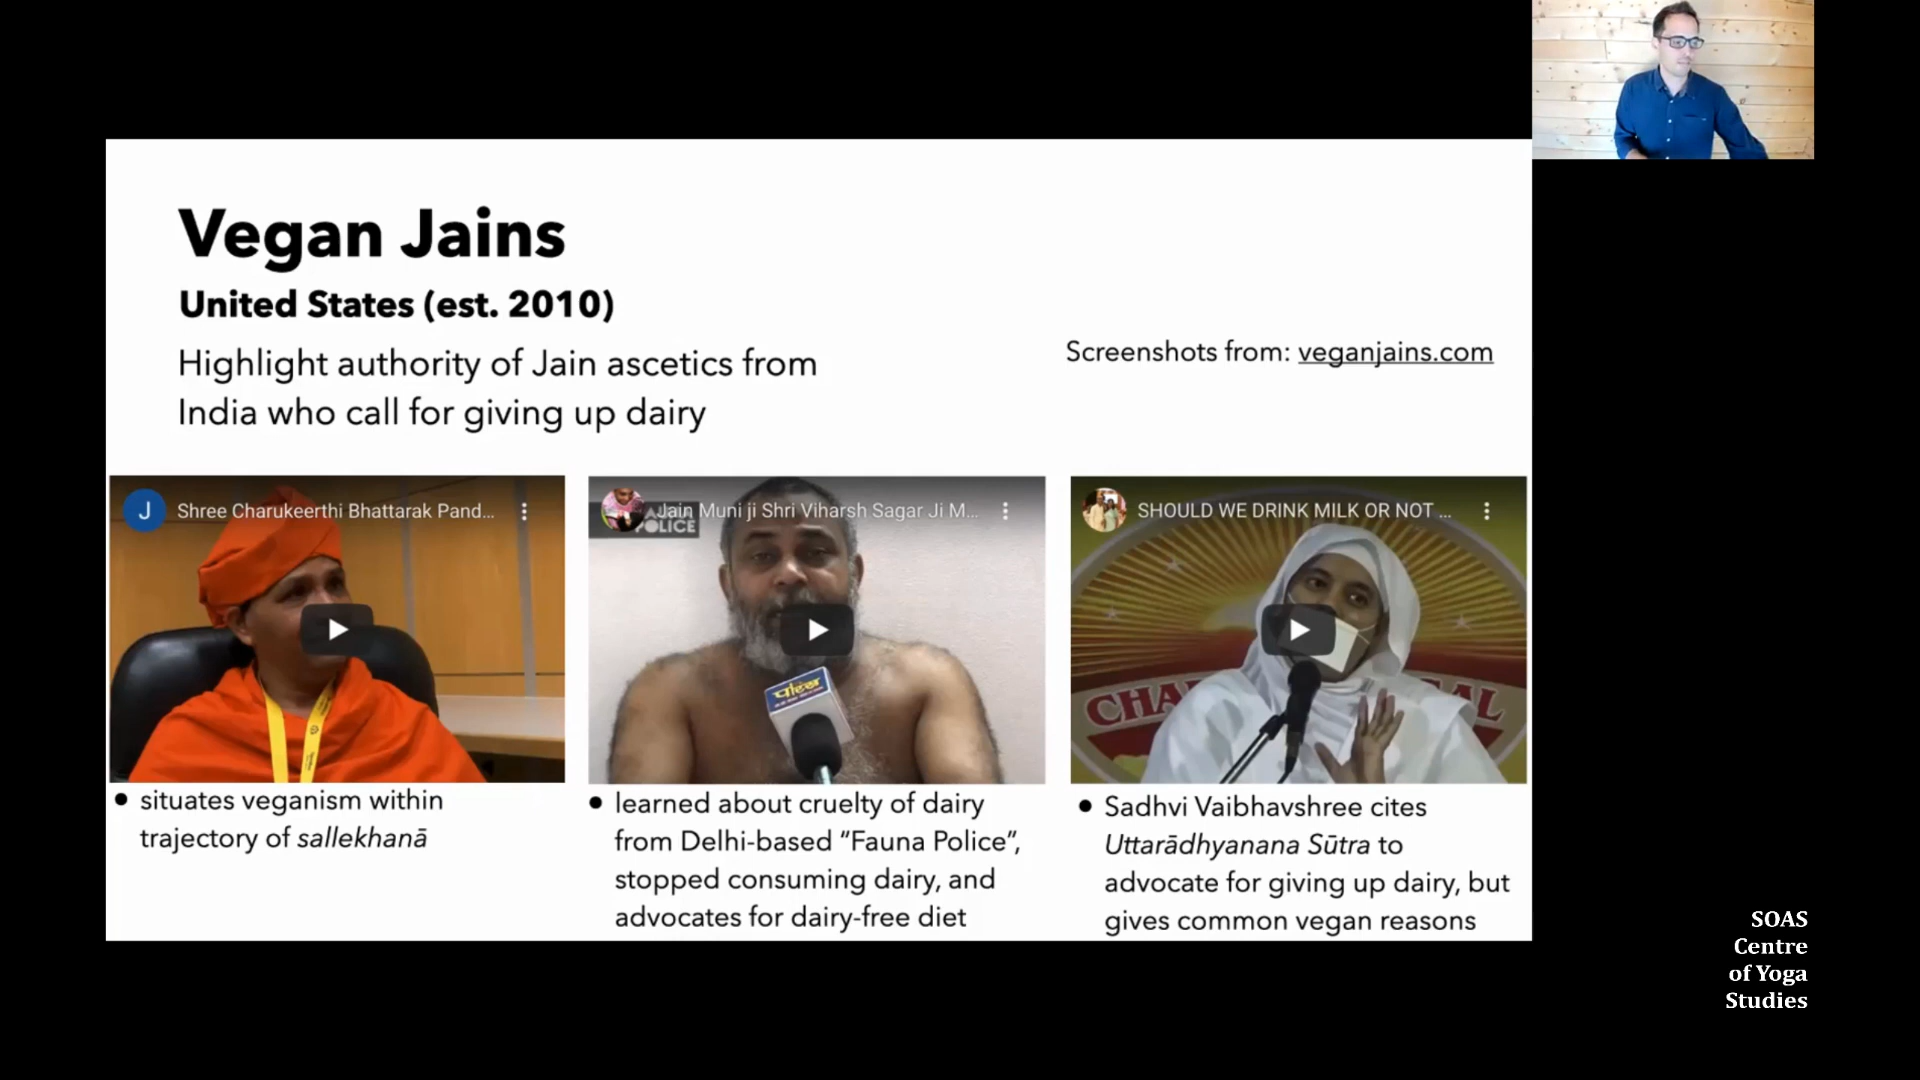 Vegan Jains
United States (est. 2010)
Highlight authority of Jain ascetics from
India who call for giving up dairy
Screenshots from: veganjains.com
J
Shree Charukeerthi Bhattarak Pand...
Jain Muni ji Shri Viharsh Sagar Ji M...
POLICE
SHOULD WE DRINK MILK OR NOT ...
पारस
CHA
AL
• situates veganism within
trajectory of sallekhanā
• learned about cruelty of dairy
from Delhi-based “Fauna Police”,
stopped consuming dairy, and
advocates for dairy-free diet
• Sadhvi Vaibhavshree cites
Uttarādhyanana Sūtra to
advocate for giving up dairy, but
gives common vegan reasons
SOAS
Centre
of Yoga
Studies